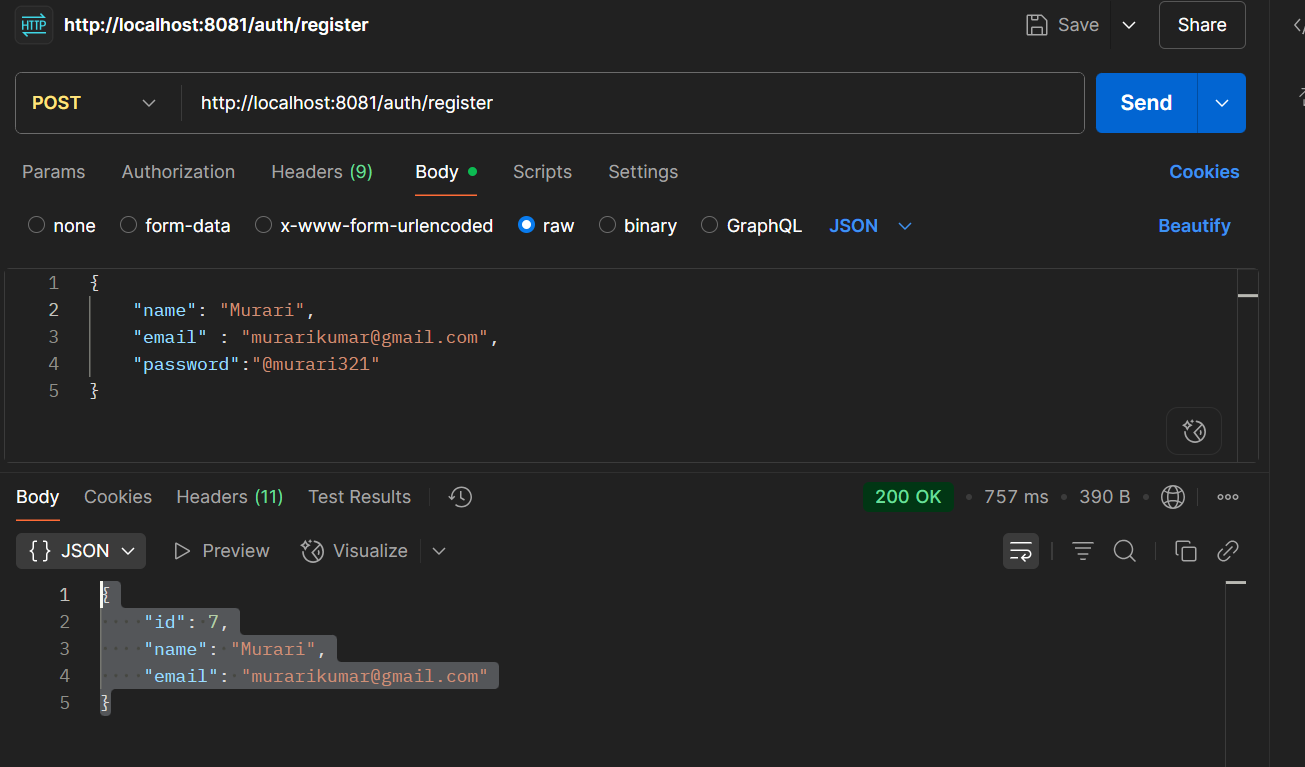 HTTP http://localhost:8081/auth/register Save Share
POST http://localhost:8081/auth/register Send
Params Authorization Headers (9) Body Scripts Settings Cookies
none form-data x-www-form-urlencoded raw binary GraphQL JSON Beautify
1 {
2 "name": "Murari",
3 "email" : "murarikumar@gmail.com",
4 "password":"@murari321"
5 }
Body Cookies Headers (11) Test Results 200 OK • 757 ms • 390 B •
{} JSON Preview Visualize
1 {
2 "id": 7,
3 "name": "Murari",
4 "email": "murarikumar@gmail.com"
5 }